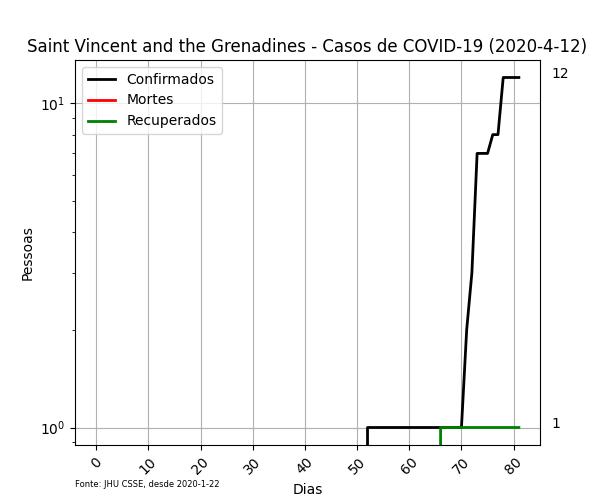 Saint Vincent and the Grenadines - Casos de COVID-19 (2020-4-12)
Confirmados
Mortes
Recuperados
12
10¹
Pessoas
10⁰
1
0 10 20 30 40 50 60 70 80
Fonte: JHU CSSE, desde 2020-1-22
Dias